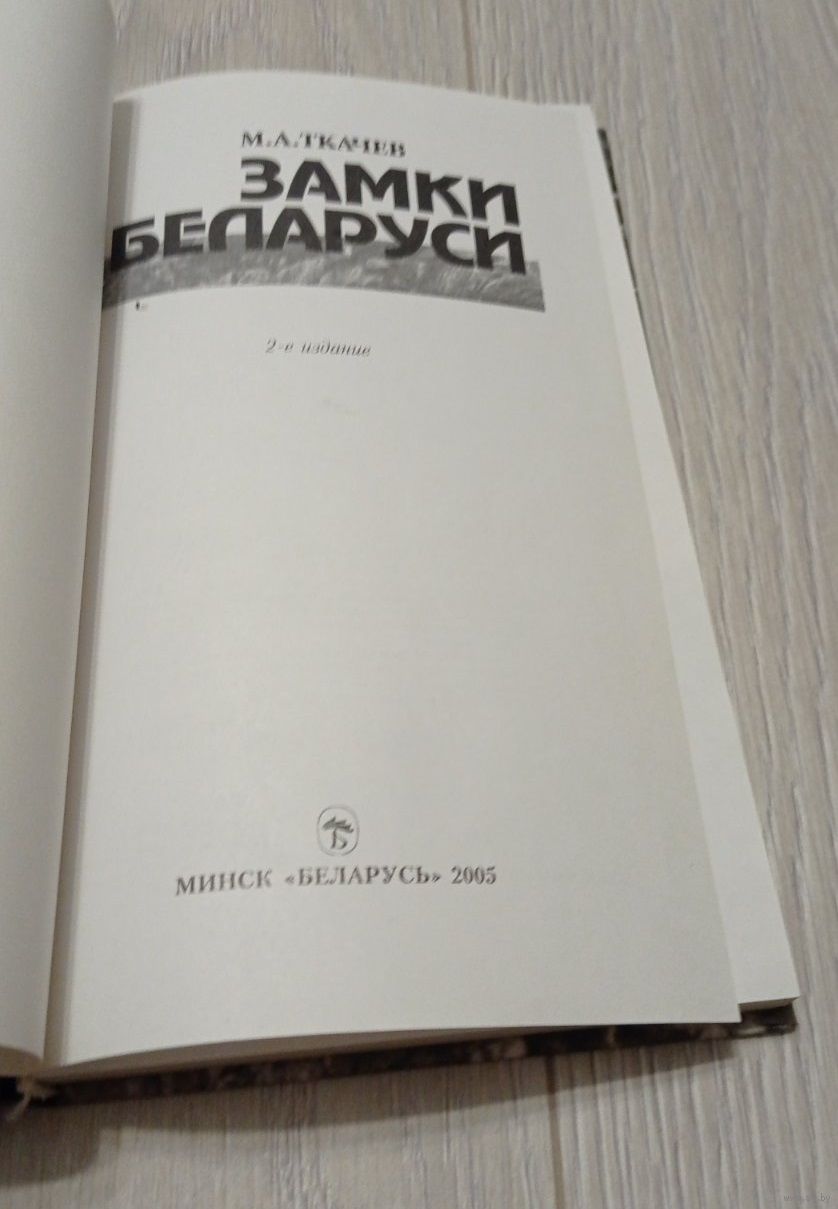 М.А.ТКАЧЕВ
ЗАМКИ
БЕЛАРУСИ
2-е издание
Б
МИНСК «БЕЛАРУСЬ» 2005